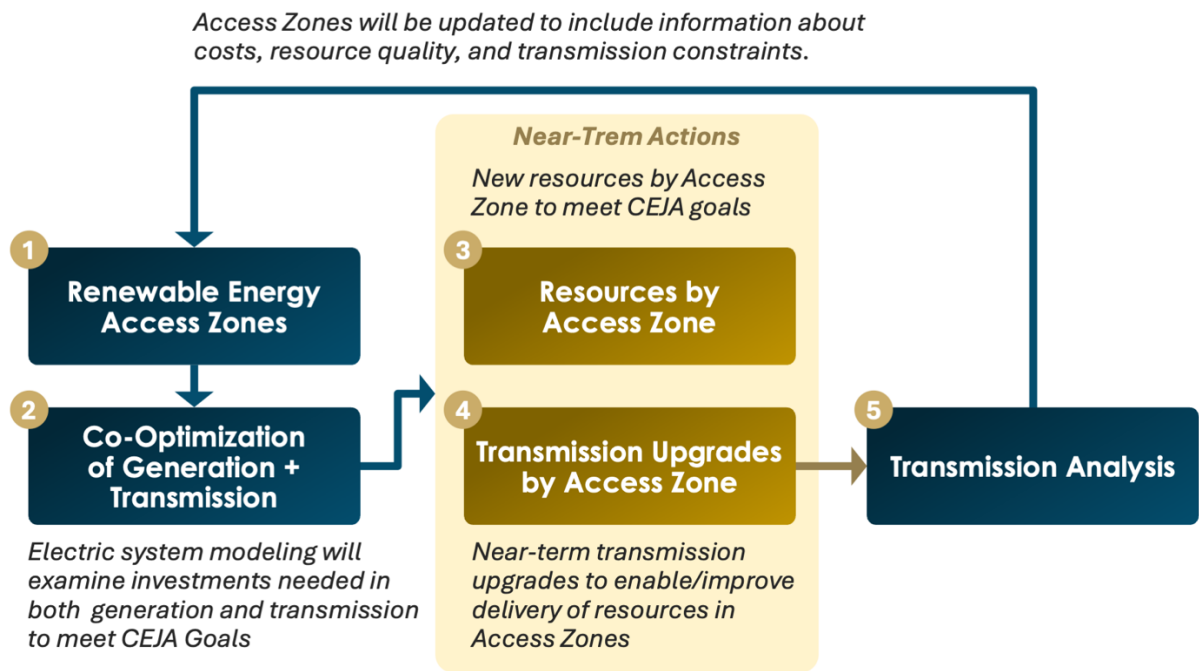 Access Zones will be updated to include information about
costs, resource quality, and transmission constraints.
Near-Trem Actions
New resources by Access
Zone to meet CEJA goals
1
Renewable Energy
Access Zones
3
Resources by
Access Zone
2
Co-Optimization
of Generation +
Transmission
4
Transmission Upgrades
by Access Zone
5
Transmission Analysis
Electric system modeling will
examine investments needed in
both generation and transmission
to meet CEJA Goals
Near-term transmission
upgrades to enable/improve
delivery of resources in
Access Zones